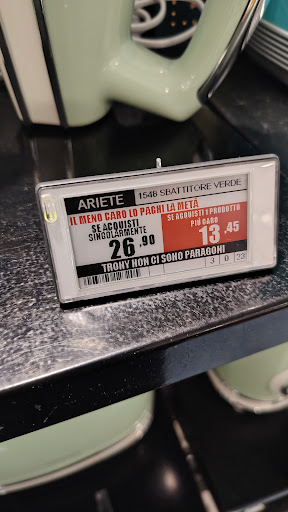 ARIETE 1548 SBATTITORE VERDE
IL MENO CARO LO PAGHI LA METÀ
SE ACQUISTI
SINGOLARMENTE
26,90
SE ACQUISTI 1 PRODOTTO
PIÙ CARO
13,45
TRONY NON CI SONO PARAGONI
3 0 23